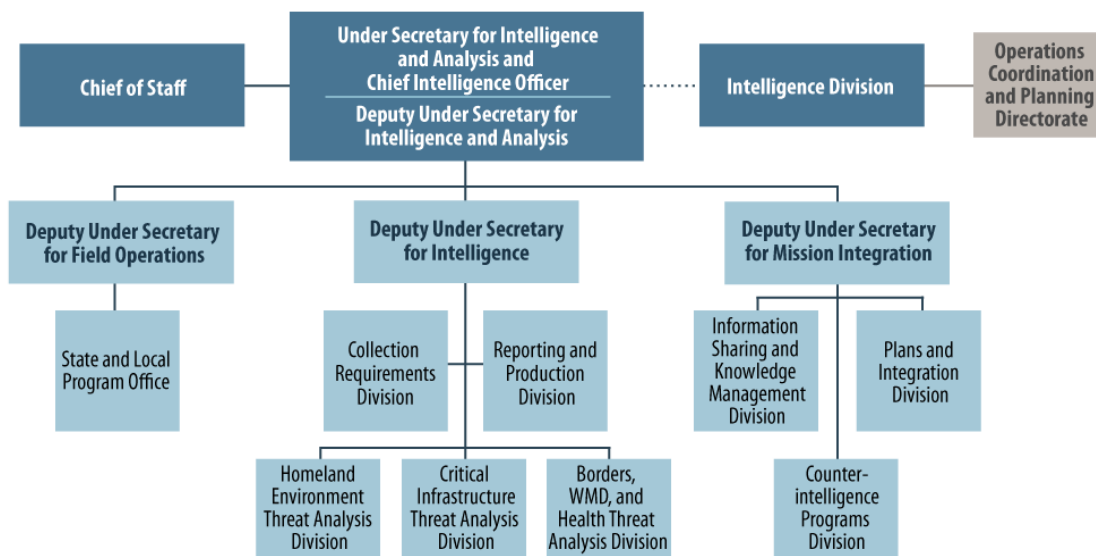 Chief of Staff
Under Secretary for Intelligence
and Analysis and
Chief Intelligence Officer
Deputy Under Secretary for
Intelligence and Analysis
Intelligence Division
Operations
Coordination
and Planning
Directorate
Deputy Under Secretary
for Field Operations
Deputy Under Secretary
for Intelligence
Deputy Under Secretary
for Mission Integration
State and Local
Program Office
Collection
Requirements
Division
Reporting and
Production
Division
Information
Sharing and
Knowledge
Management
Division
Plans and
Integration
Division
Homeland
Environment
Threat Analysis
Division
Critical
Infrastructure
Threat Analysis
Division
Borders,
WMD, and
Health Threat
Analysis Division
Counter-
intelligence
Programs
Division